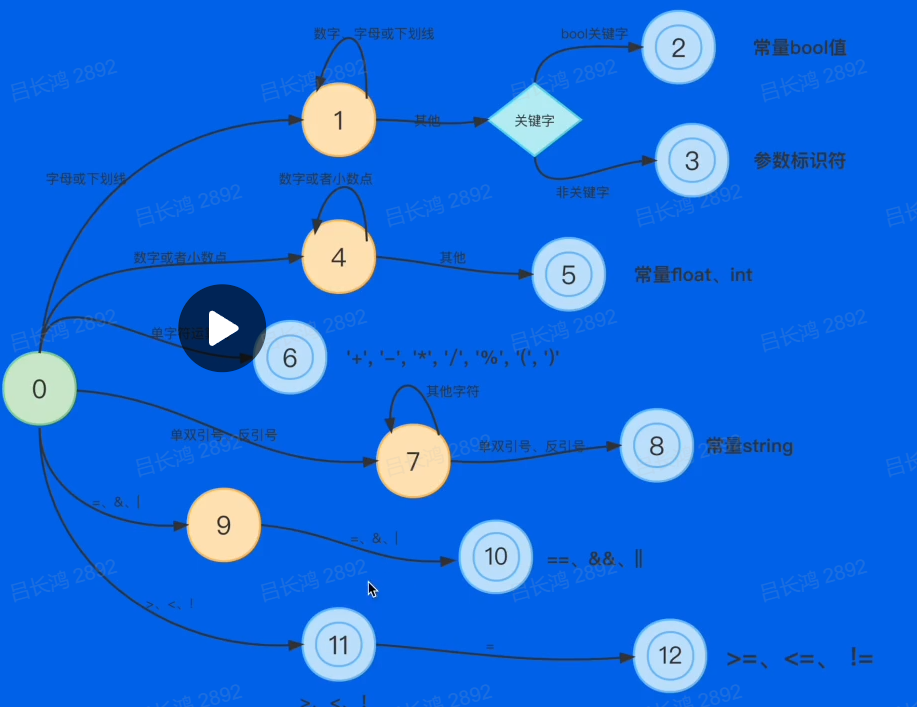 数字、字母或下划线
bool关键字
2
常量bool值
1
其他
关键字
字母或下划线
数字或者小数点
非关键字
3
参数标识符
数字或者小数点
4
其他
5
常量float、int
单字符
6
'+', '−', '*', '/', '%', '(', ')'
0
其他字符
单双引号、反引号
7
单双引号、反引号
8
常量string
=、&、|
9
=、&、|
10
==、&&、||
>、<、!
11
=
12
>=、<=、 !=
>、<、!
吕长鸿 2892